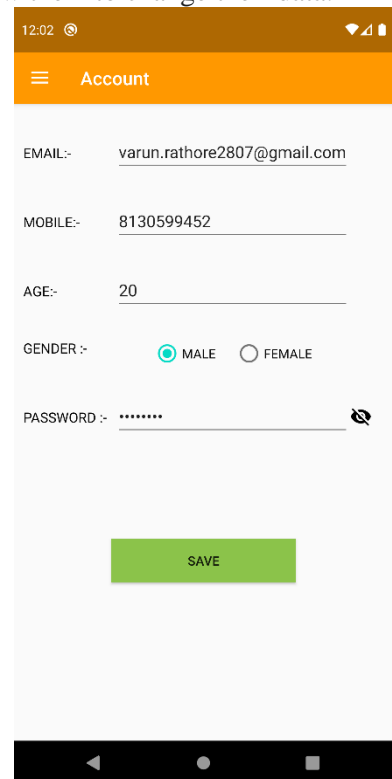 12:02
Account
EMAIL:- varun.rathore2807@gmail.com
MOBILE:- 8130599452
AGE:- 20
GENDER :- MALE FEMALE
PASSWORD :- ••••••••
SAVE